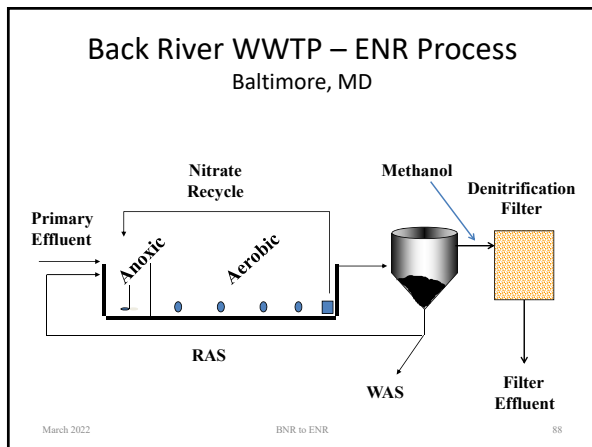 Back River WWTP – ENR Process
Baltimore, MD
Nitrate
Recycle
Methanol
Denitrification
Filter
Primary
Effluent
Anoxic
Aerobic
RAS
WAS
Filter
Effluent
March 2022
BNR to ENR
88